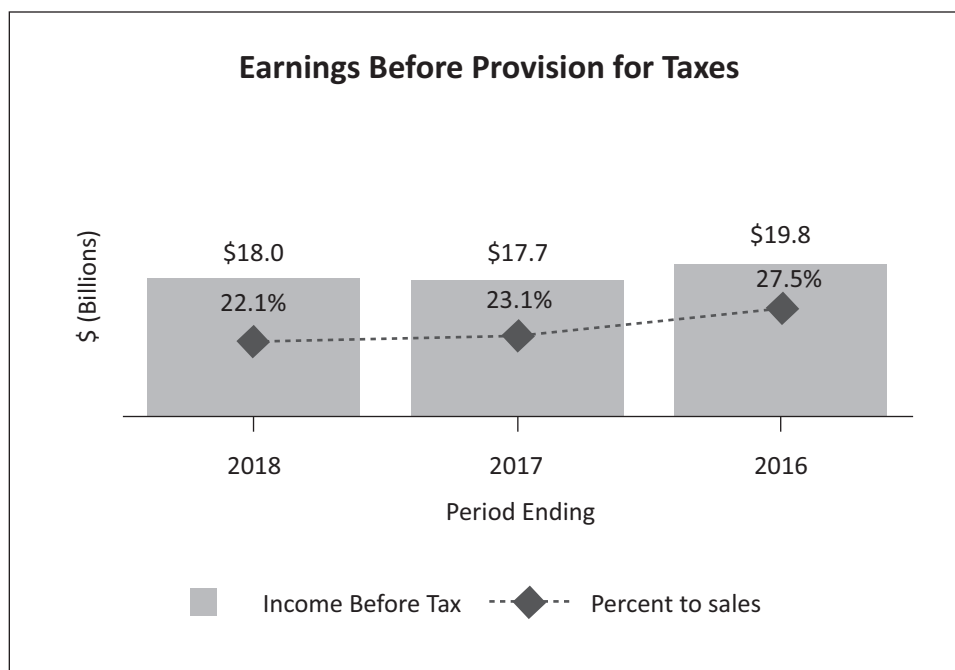 Earnings Before Provision for Taxes
$ (Billions)
$18.0
$17.7
$19.8
22.1%
23.1%
27.5%
2018
2017
2016
Period Ending
Income Before Tax
Percent to sales